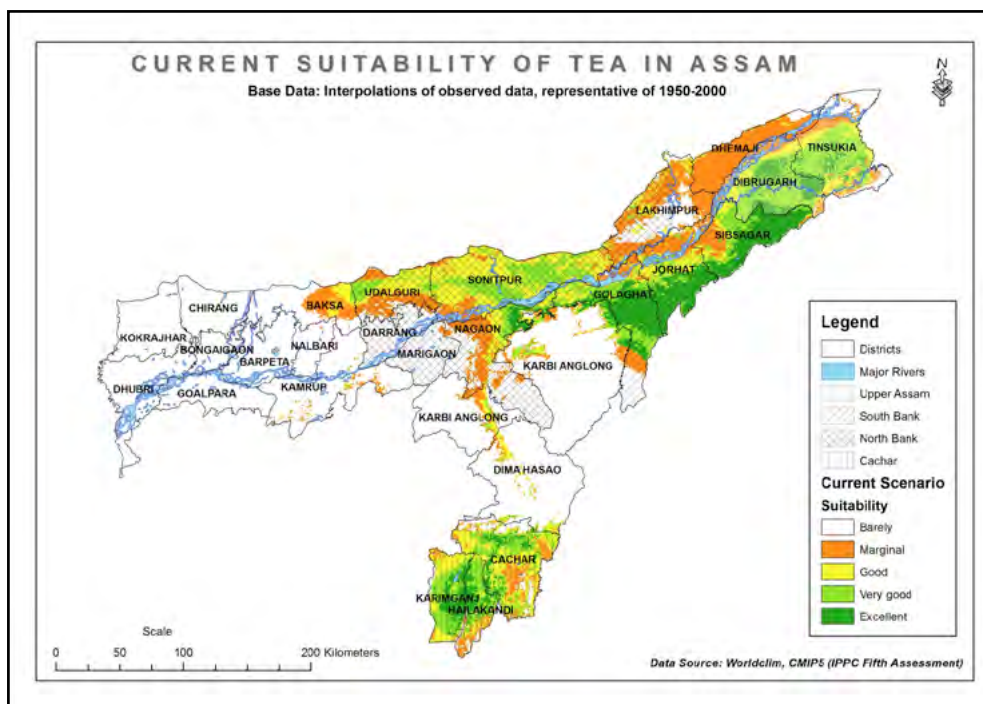 CURRENT SUITABILITY OF TEA IN ASSAM
Base Data: Interpolations of observed data, representative of 1950-2000
N
DHEMAJI
TINSUKIA
DIBRUGARH
LAKHIMPUR
SIBSAGAR
JORHAT
SONITPUR
UDALGURI
GOLAGHAT
BAKSA
CHIRANG
KOKRAJHAR
DARRANG
NAGAON
NALBARI
BONGAIGAON
MARIGAON
BARPETA
KARBI ANGLONG
DHUBRI
GOALPARA
KAMRUP
KARBI ANGLONG
DIMA HASAO
CACHAR
KARIMGANJ
HAILAKANDI
Legend
Districts
Major Rivers
Upper Assam
South Bank
North Bank
Cachar
Current Scenario
Suitability
Barely
Marginal
Good
Very good
Excellent
Scale
0 50 100 200 Kilometers
Data Source: Worldclim, CMIP5 (IPPC Fifth Assessment)